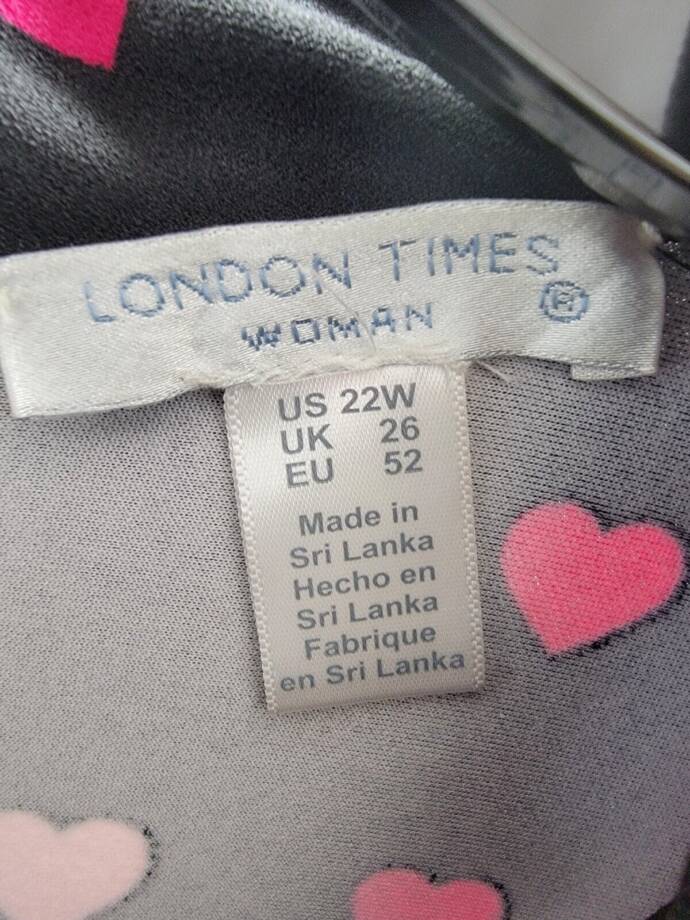 LONDON TIMES ®
WOMAN
US 22W
UK 26
EU 52
Made in
Sri Lanka
Hecho en
Sri Lanka
Fabrique
en Sri Lanka